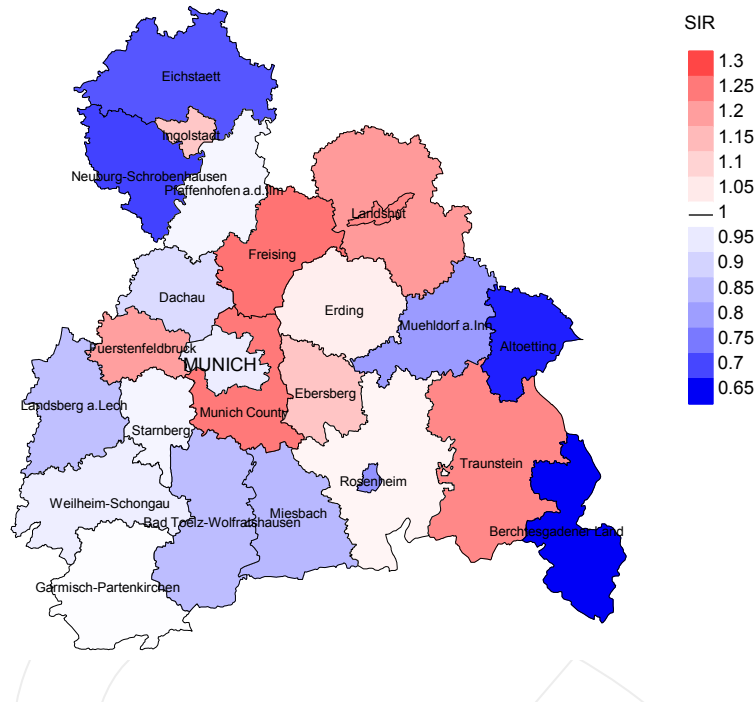 SIR
1.3
1.25
1.2
1.15
1.1
1.05
1
0.95
0.9
0.85
0.8
0.75
0.7
0.65
Eichstaett
Ingolstadt
Neuburg-Schrobenhausen
Pfaffenhofen a.d.Ilm
Landshut
Freising
Dachau
Erding
Muehldorf a.Inn
Altoetting
Fuerstenfeldbruck
MUNICH
Ebersberg
Landsberg a.Lech
Munich County
Starnberg
Traunstein
Rosenheim
Weilheim-Schongau
Miesbach
Bad Toelz-Wolfratshausen
Berchtesgadener Land
Garmisch-Partenkirchen